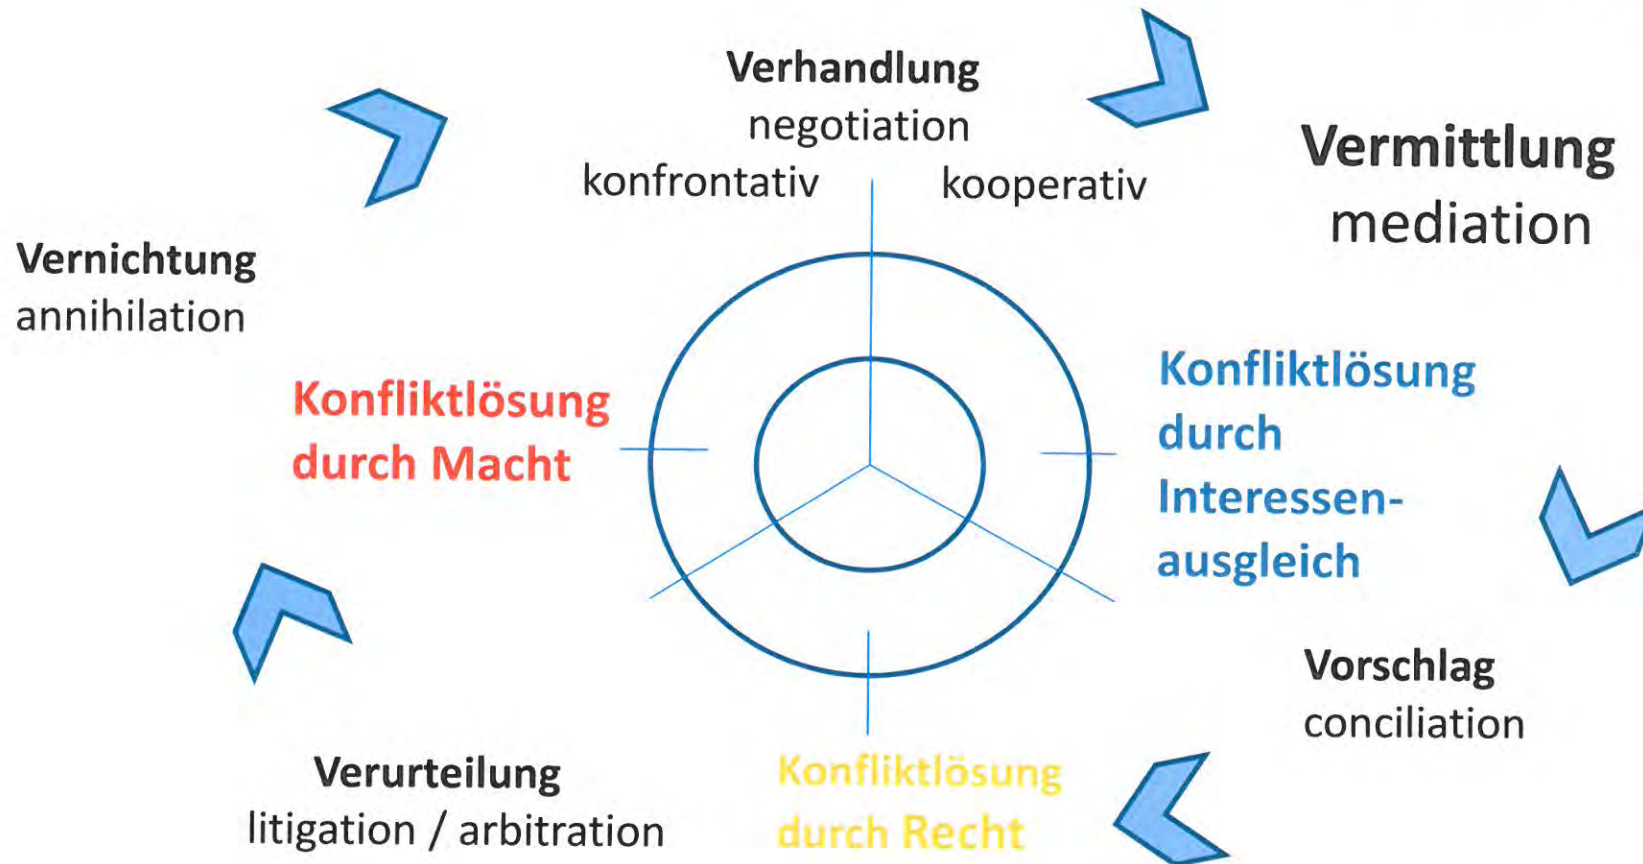 Verhandlung
negotiation
konfrontativ kooperativ
Vermittlung
mediation
Vernichtung
annihilation
Konfliktlösung
durch Macht
Konfliktlösung
durch
Interessen-
ausgleich
Vorschlag
conciliation
Verurteilung
litigation / arbitration
Konfliktlösung
durch Recht